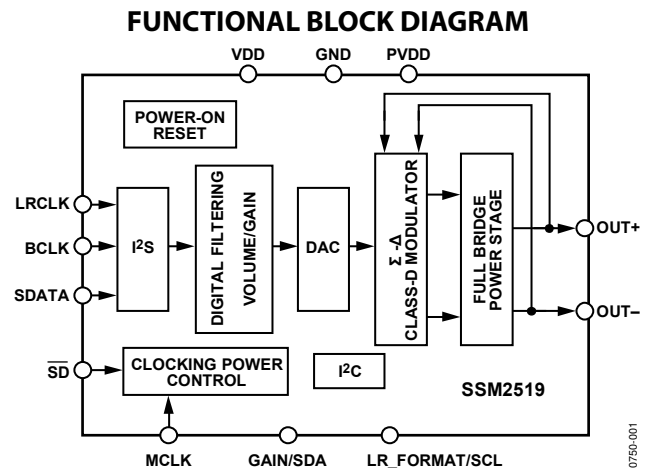 FUNCTIONAL BLOCK DIAGRAM
VDD
GND
PVDD
POWER-ON
RESET
LRCLK
BCLK
SDATA
I²S
DIGITAL FILTERING
VOLUME/GAIN
DAC
Σ-Δ
CLASS-D MODULATOR
FULL BRIDGE
POWER STAGE
OUT+
OUT–
S̅D̅
CLOCKING POWER
CONTROL
I²C
SSM2519
MCLK
GAIN/SDA
LR_FORMAT/SCL
0750-001